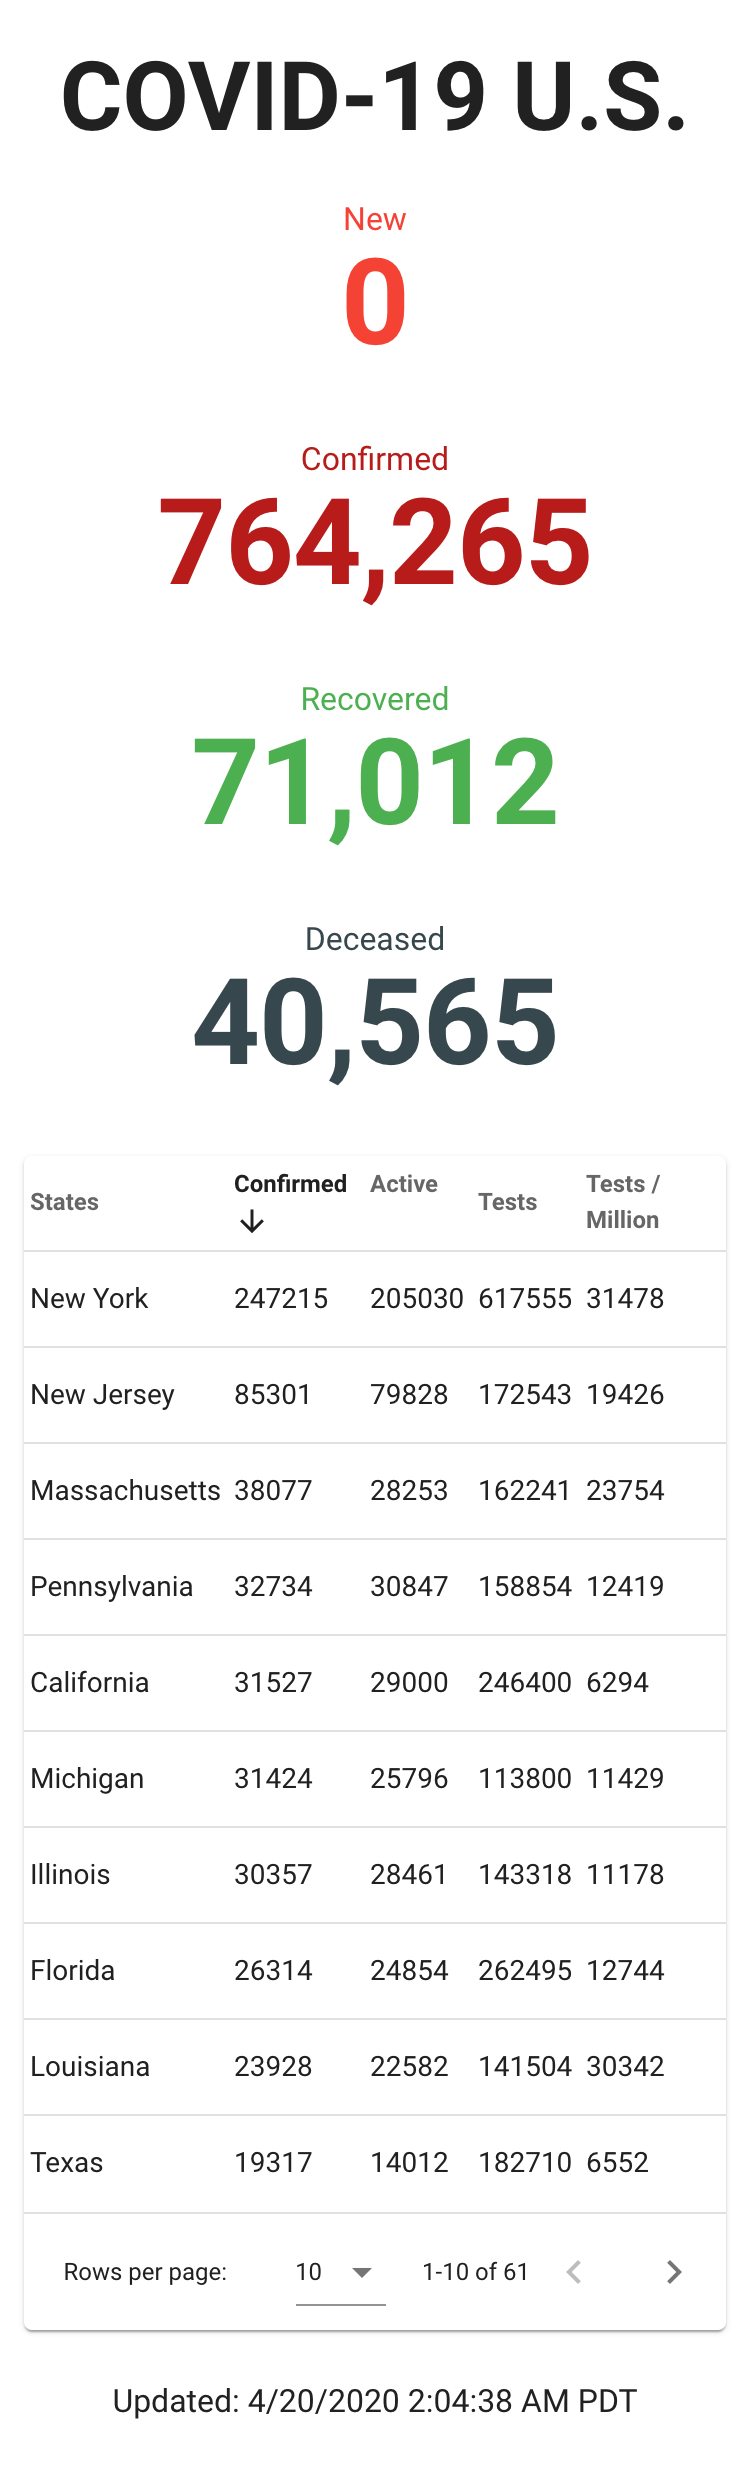 COVID-19 U.S.
New
0
Confirmed
764,265
Recovered
71,012
Deceased
40,565
States Confirmed Active Tests Tests / Million
New York 247215 205030 617555 31478
New Jersey 85301 79828 172543 19426
Massachusetts 38077 28253 162241 23754
Pennsylvania 32734 30847 158854 12419
California 31527 29000 246400 6294
Michigan 31424 25796 113800 11429
Illinois 30357 28461 143318 11178
Florida 26314 24854 262495 12744
Louisiana 23928 22582 141504 30342
Texas 19317 14012 182710 6552
Rows per page: 10 1-10 of 61
Updated: 4/20/2020 2:04:38 AM PDT